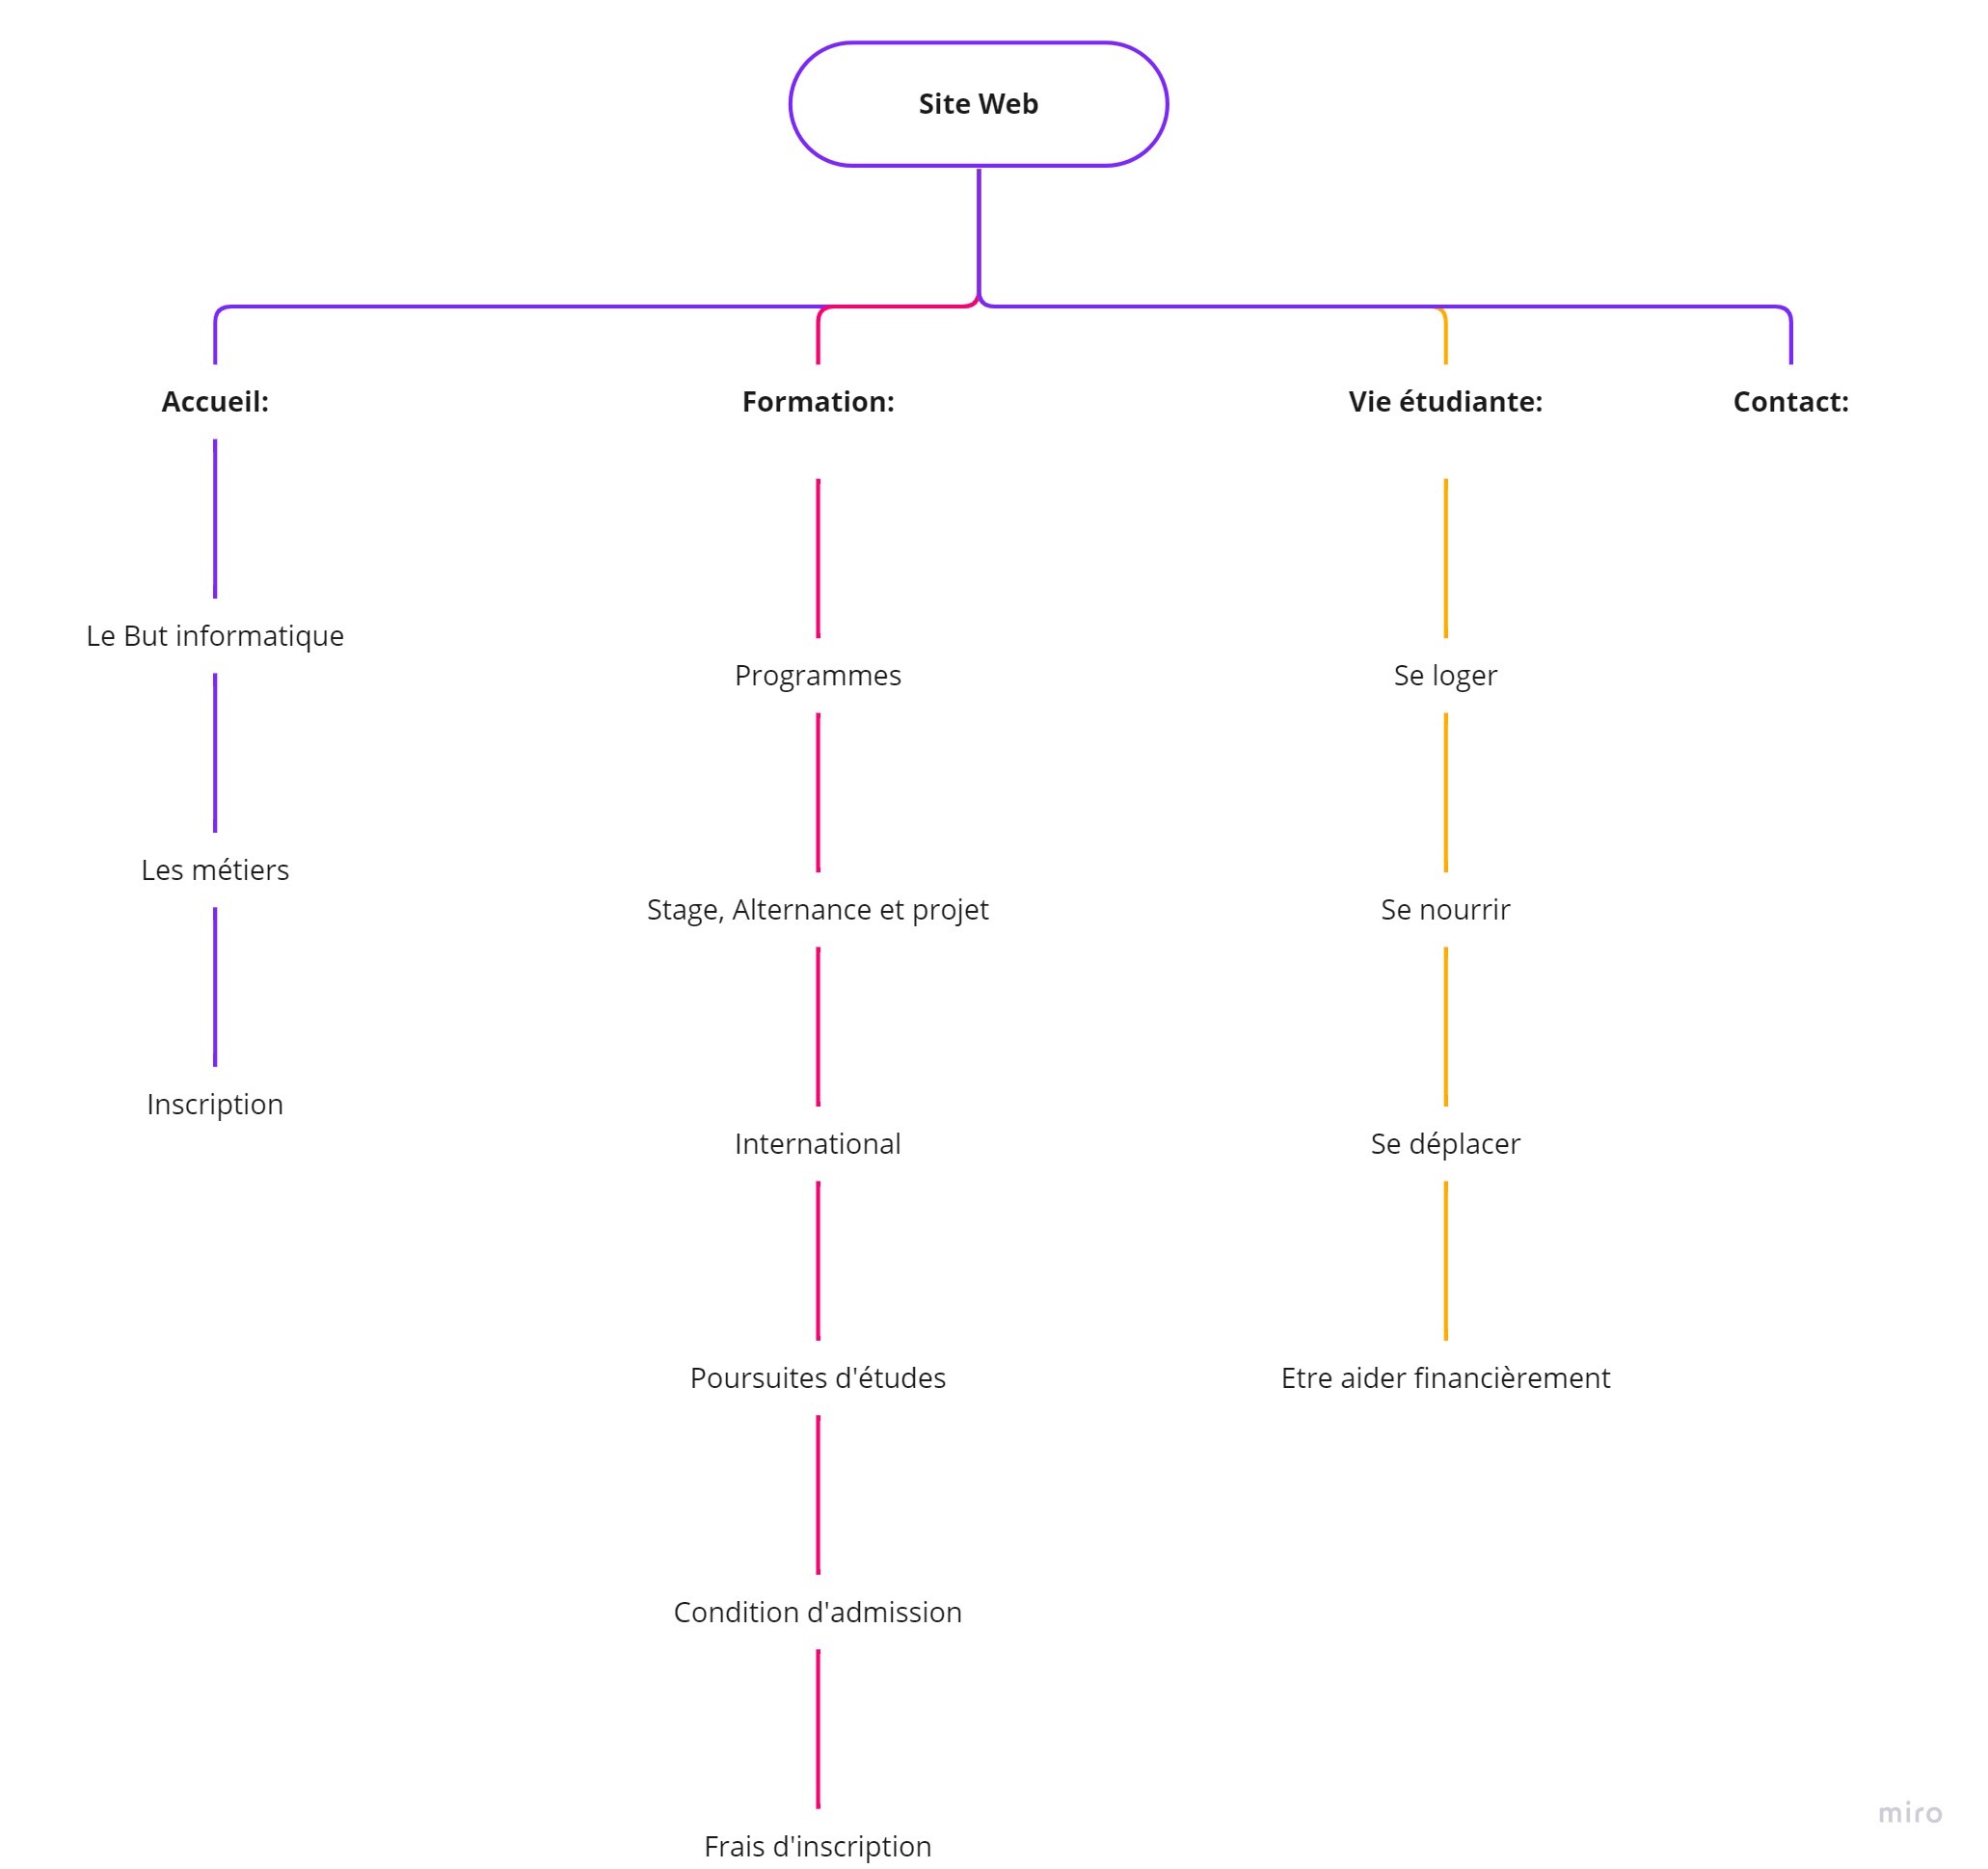 Site Web
Accueil:
Formation:
Vie étudiante:
Contact:
Le But informatique
Programmes
Se loger
Les métiers
Stage, Alternance et projet
Se nourrir
Inscription
International
Se déplacer
Poursuites d'études
Etre aider financièrement
Condition d'admission
Frais d'inscription
miro